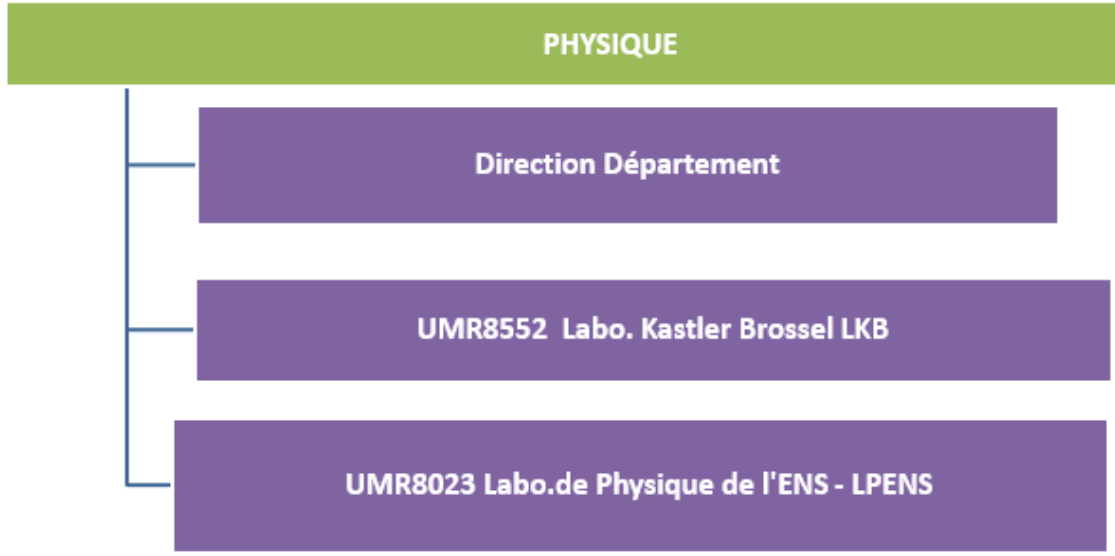 PHYSIQUE
Direction Département
UMR8552  Labo. Kastler Brossel LKB
UMR8023 Labo.de Physique de l'ENS - LPENS